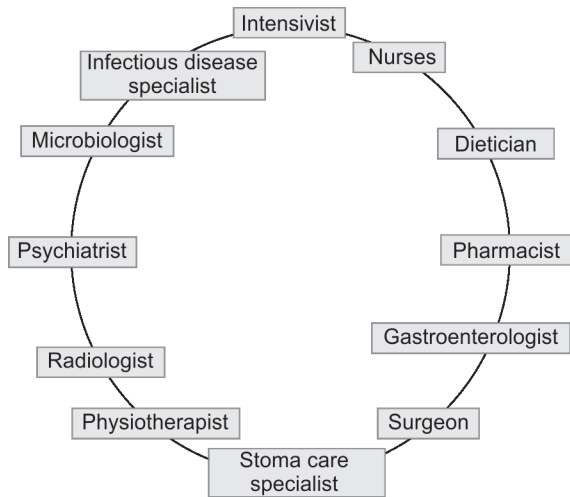 Intensivist
Nurses
Infectious disease
specialist
Microbiologist
Dietician
Psychiatrist
Pharmacist
Gastroenterologist
Radiologist
Physiotherapist
Surgeon
Stoma care
specialist